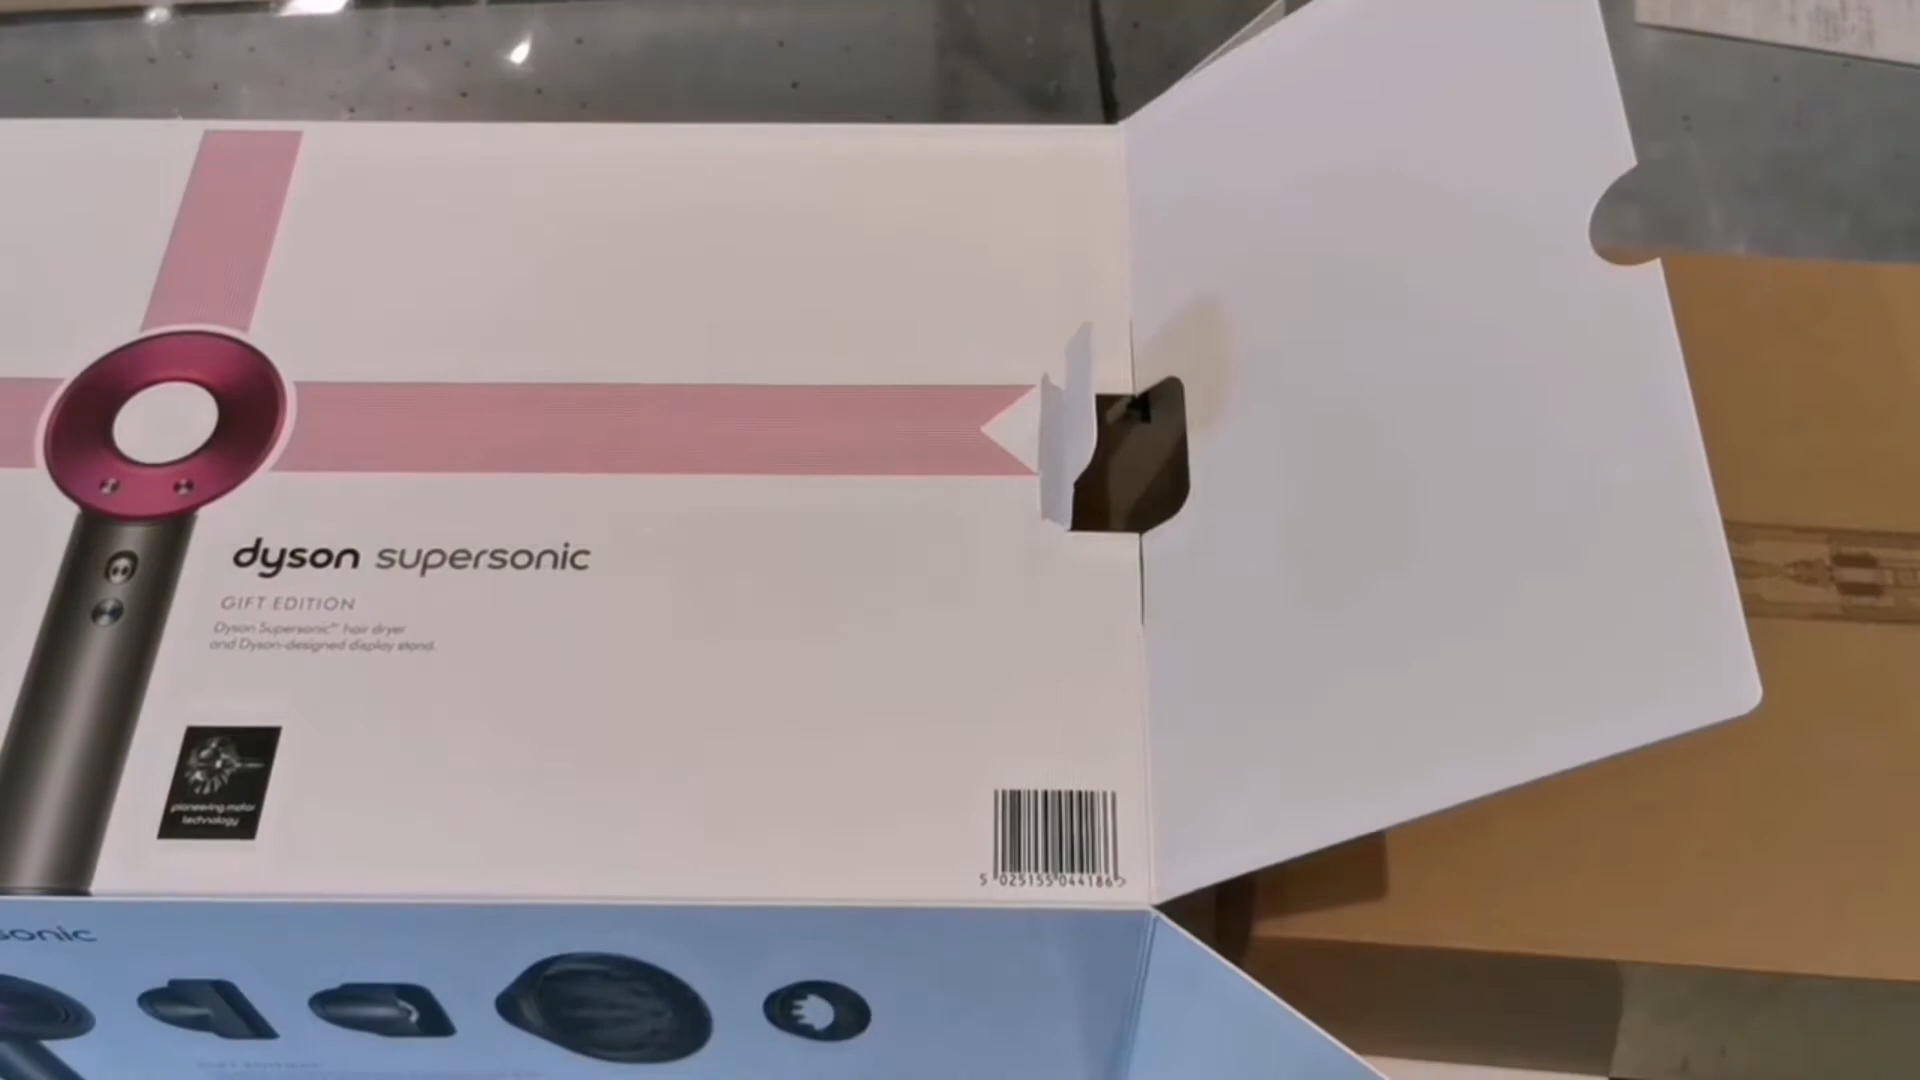 dyson supersonic
GIFT EDITION
Dyson Supersonic™ hair dryer
and Dyson-designed display stand.
pioneering motor
technology
5 025155 044186 >
sonic